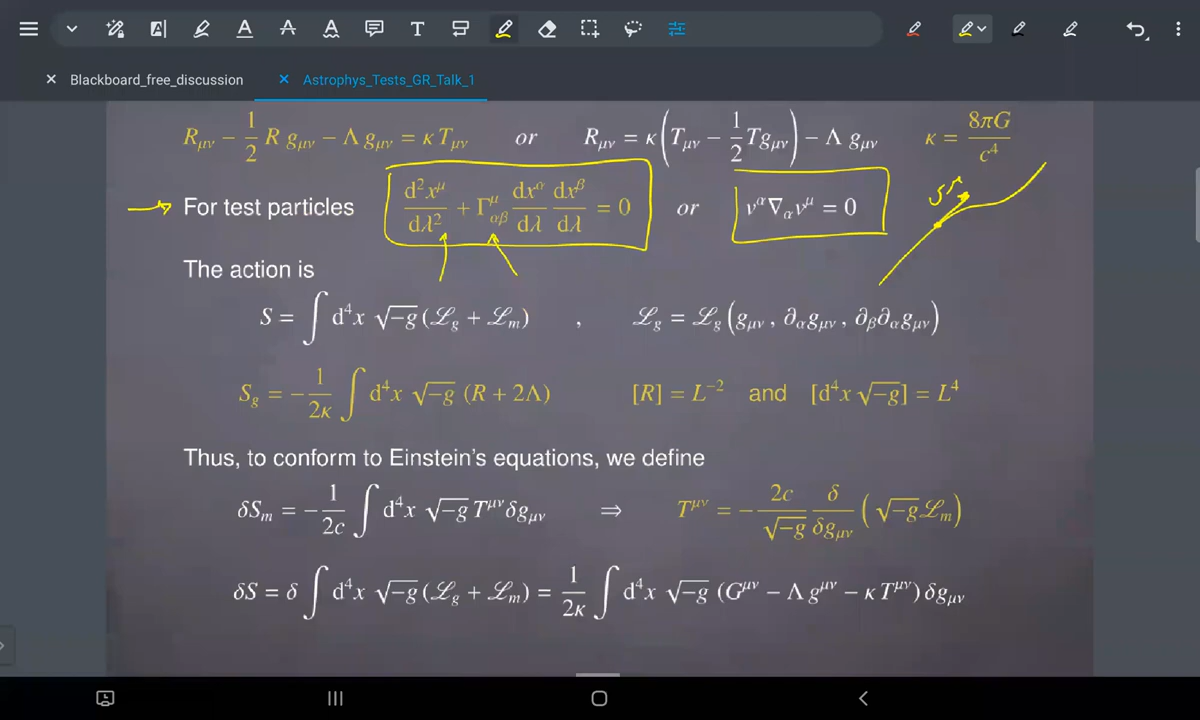 Blackboard_free_discussion Astrophys_Tests_GR_Talk_1
R_{μν} − 1/2 R g_{μν} − Λ g_{μν} = κ T_{μν} or R_{μν} = κ(T_{μν} − 1/2 T g_{μν}) − Λ g_{μν} κ = 8πG/c⁴
For test particles d²x^μ/dλ² + Γ^μ_{αβ} dx^α/dλ dx^β/dλ = 0 or v^α ∇_α v^μ = 0
The action is
S = ∫ d⁴x √−g (ℒ_g + ℒ_m) , ℒ_g = ℒ_g(g_{μν} , ∂_α g_{μν} , ∂_β ∂_α g_{μν})
S_g = − 1/2κ ∫ d⁴x √−g (R + 2Λ) [R] = L⁻² and [d⁴x √−g] = L⁴
Thus, to conform to Einstein's equations, we define
δS_m = − 1/2c ∫ d⁴x √−g T^{μν} δg_{μν} ⇒ T^{μν} = − 2c/√−g δ/δg_{μν} (√−g ℒ_m)
δS = δ ∫ d⁴x √−g (ℒ_g + ℒ_m) = 1/2κ ∫ d⁴x √−g (G^{μν} − Λ g^{μν} − κ T^{μν}) δg_{μν}